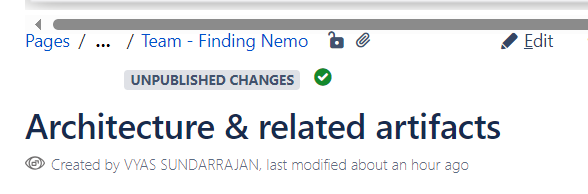 Pages / ... / Team - Finding Nemo Edit
UNPUBLISHED CHANGES
Architecture & related artifacts
Created by VYAS SUNDARRAJAN, last modified about an hour ago